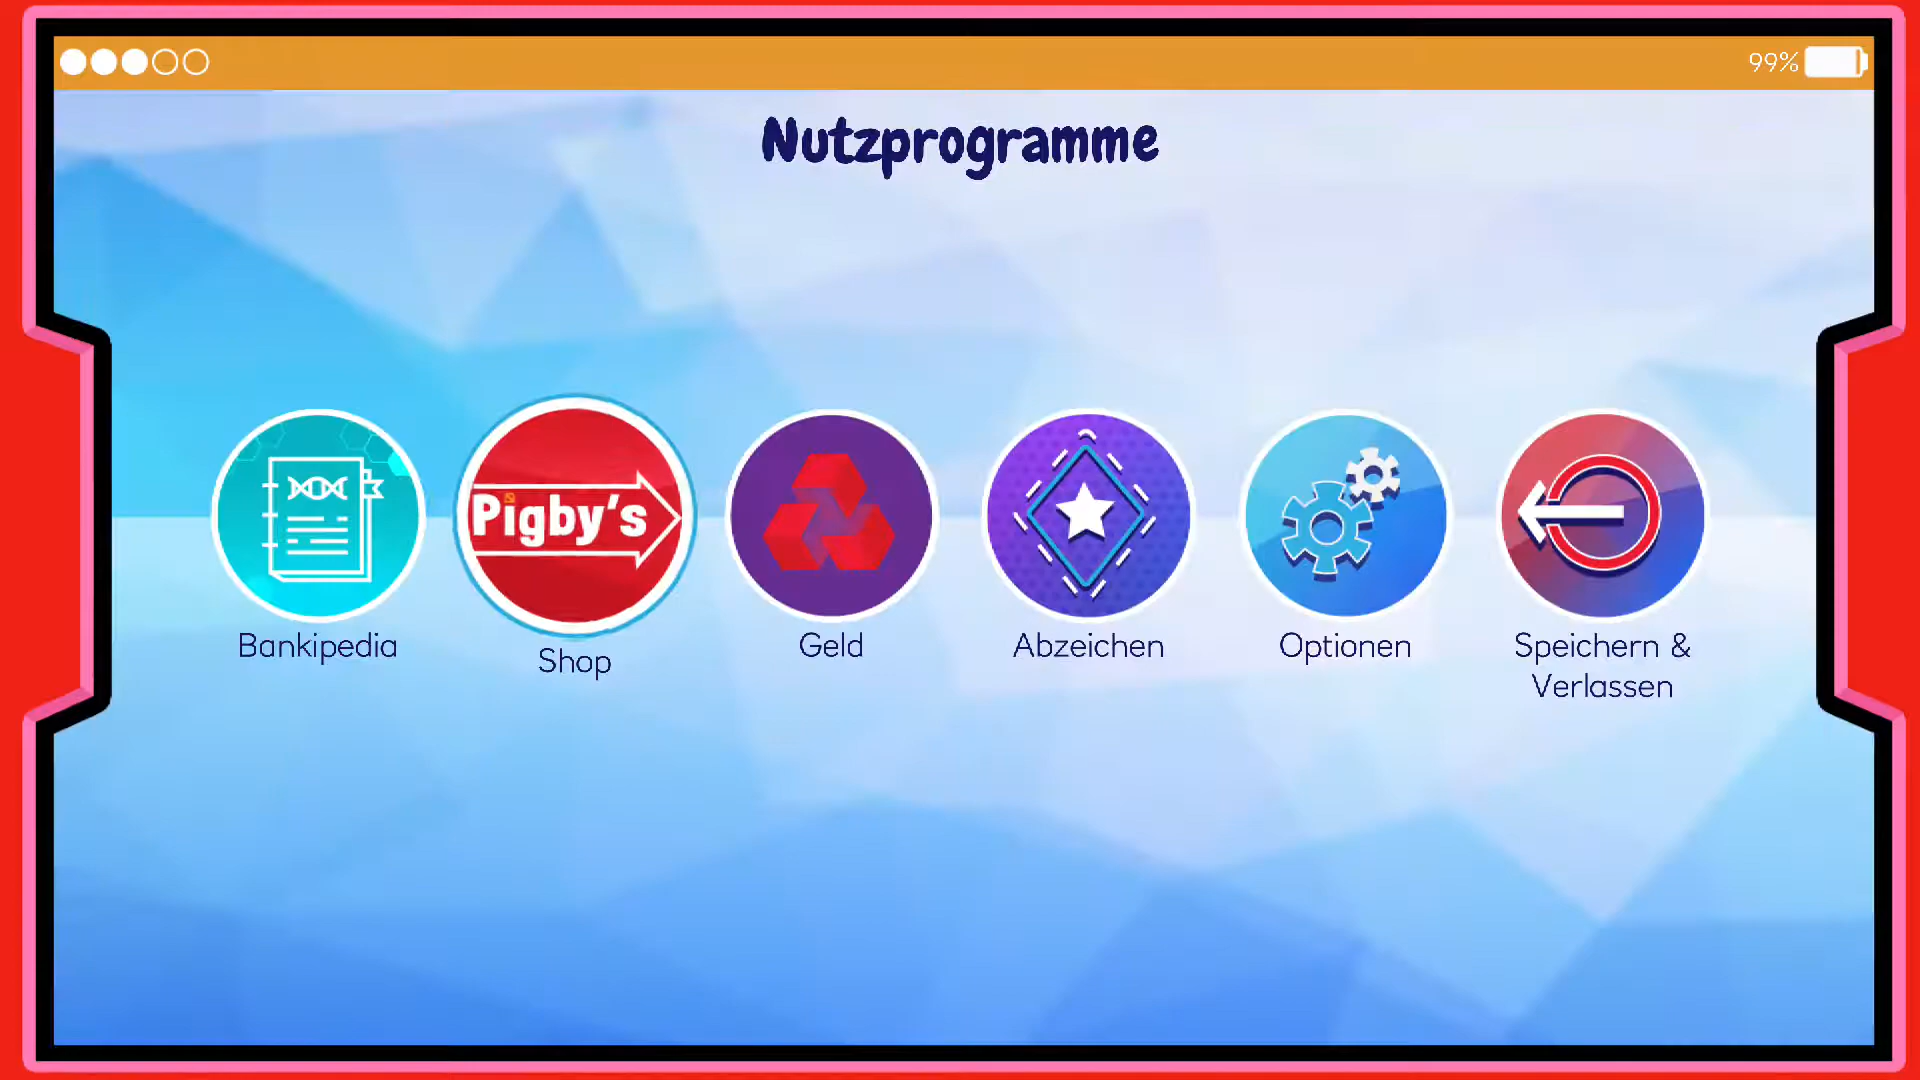 99%
Nutzprogramme
Pigby's
Bankipedia
Shop
Geld
Abzeichen
Optionen
Speichern &
Verlassen